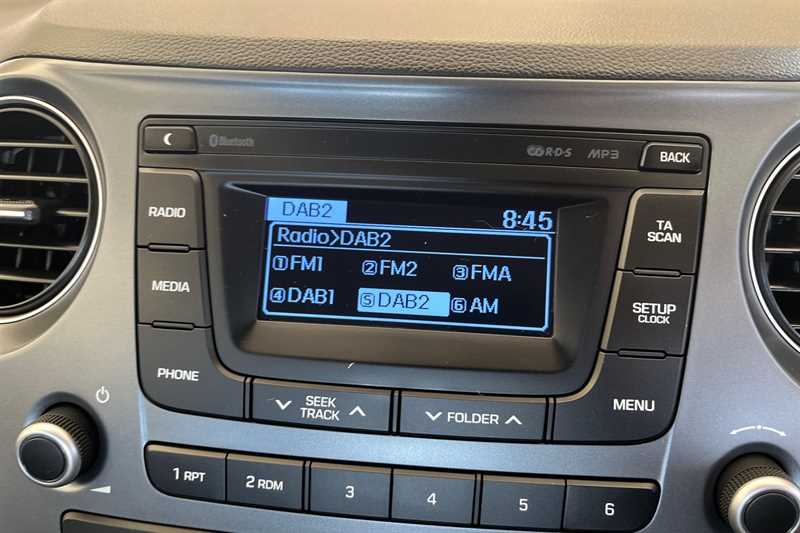 Bluetooth
R·D·S MP3
BACK
RADIO
DAB2 8:45
TA
SCAN
Radio>DAB2
①FM1 ②FM2 ③FMA
④DAB1 ⑤DAB2 ⑥AM
MEDIA
SETUP
CLOCK
PHONE
SEEK
TRACK
FOLDER
MENU
1 RPT 2 RDM 3 4 5 6